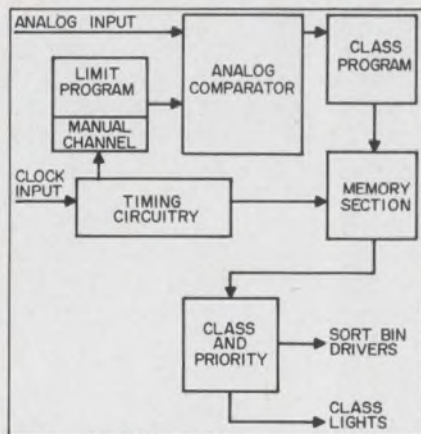 ANALOG INPUT
LIMIT
PROGRAM
MANUAL
CHANNEL
ANALOG
COMPARATOR
CLASS
PROGRAM
CLOCK
INPUT
TIMING
CIRCUITRY
MEMORY
SECTION
CLASS
AND
PRIORITY
SORT BIN
DRIVERS
CLASS
LIGHTS